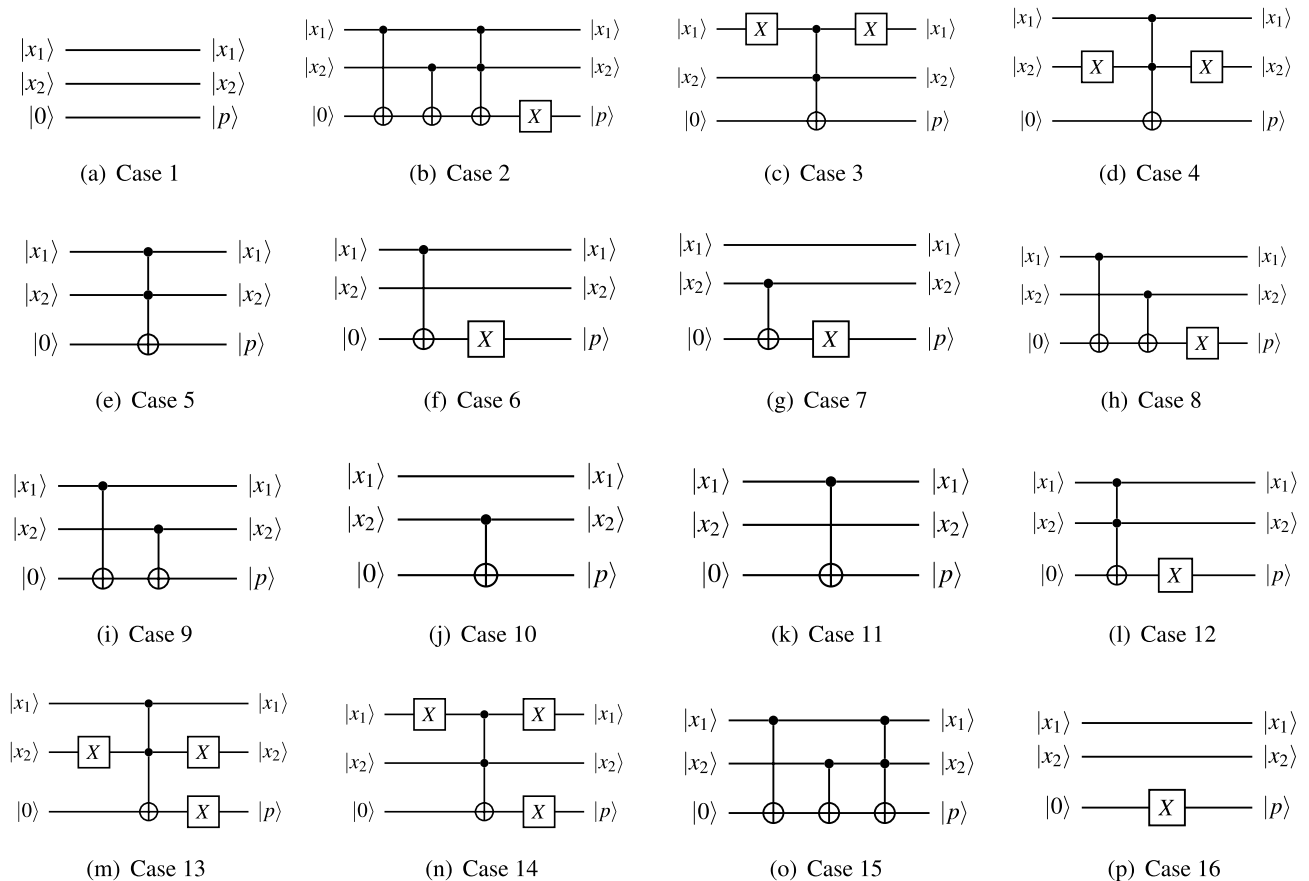 |x₁⟩ |x₁⟩
|x₂⟩ |x₂⟩
|0⟩ |p⟩
(a) Case 1
|x₁⟩ |x₁⟩
|x₂⟩ |x₂⟩
|0⟩ X |p⟩
(b) Case 2
|x₁⟩ X X |x₁⟩
|x₂⟩ |x₂⟩
|0⟩ |p⟩
(c) Case 3
|x₁⟩ |x₁⟩
|x₂⟩ X X |x₂⟩
|0⟩ |p⟩
(d) Case 4
|x₁⟩ |x₁⟩
|x₂⟩ |x₂⟩
|0⟩ |p⟩
(e) Case 5
|x₁⟩ |x₁⟩
|x₂⟩ |x₂⟩
|0⟩ X |p⟩
(f) Case 6
|x₁⟩ |x₁⟩
|x₂⟩ |x₂⟩
|0⟩ X |p⟩
(g) Case 7
|x₁⟩ |x₁⟩
|x₂⟩ |x₂⟩
|0⟩ X |p⟩
(h) Case 8
|x₁⟩ |x₁⟩
|x₂⟩ |x₂⟩
|0⟩ |p⟩
(i) Case 9
|x₁⟩ |x₁⟩
|x₂⟩ |x₂⟩
|0⟩ |p⟩
(j) Case 10
|x₁⟩ |x₁⟩
|x₂⟩ |x₂⟩
|0⟩ |p⟩
(k) Case 11
|x₁⟩ |x₁⟩
|x₂⟩ |x₂⟩
|0⟩ X |p⟩
(l) Case 12
|x₁⟩ |x₁⟩
|x₂⟩ X X |x₂⟩
|0⟩ X |p⟩
(m) Case 13
|x₁⟩ X X |x₁⟩
|x₂⟩ |x₂⟩
|0⟩ X |p⟩
(n) Case 14
|x₁⟩ |x₁⟩
|x₂⟩ |x₂⟩
|0⟩ |p⟩
(o) Case 15
|x₁⟩ |x₁⟩
|x₂⟩ |x₂⟩
|0⟩ X |p⟩
(p) Case 16